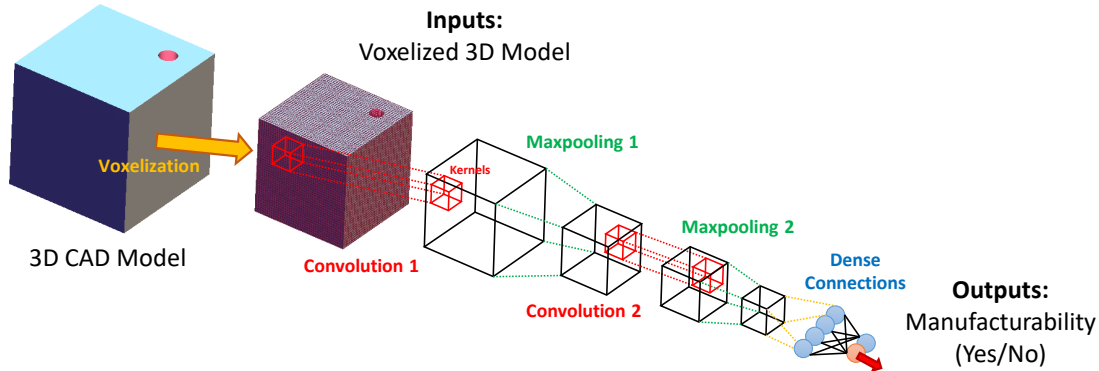 Inputs:
Voxelized 3D Model
Voxelization
3D CAD Model
Kernels
Maxpooling 1
Convolution 1
Maxpooling 2
Convolution 2
Dense
Connections
Outputs:
Manufacturability
(Yes/No)